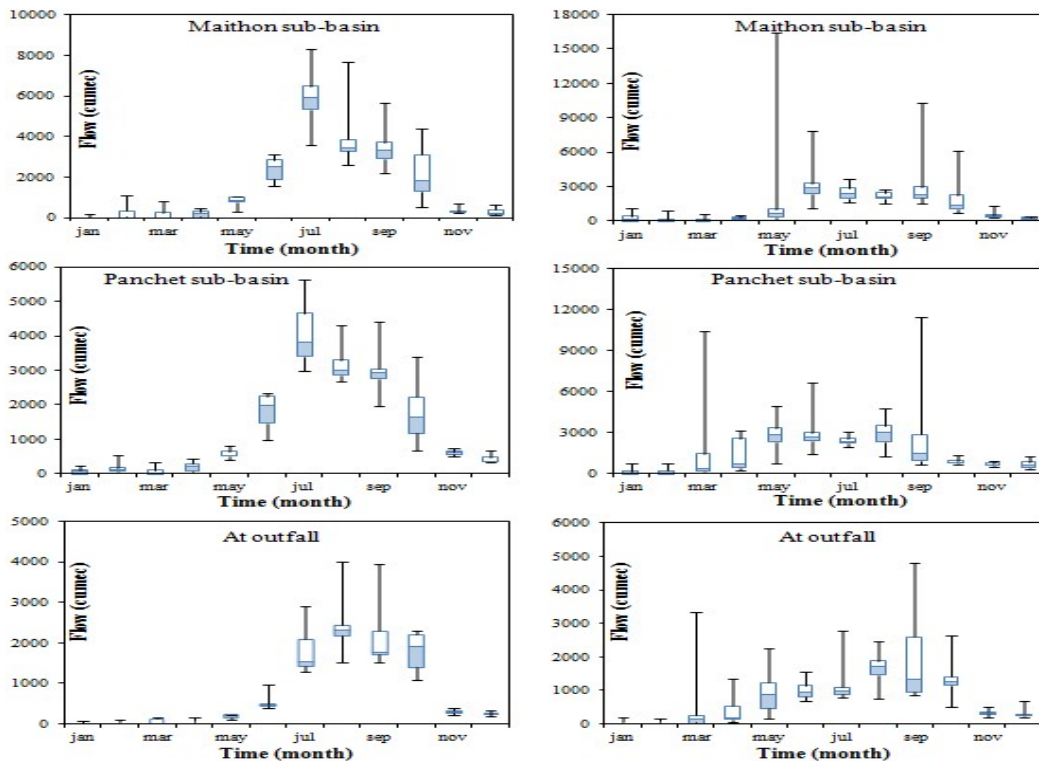 Maithon sub-basin
Flow (cumec)
10000
8000
6000
4000
2000
0
jan mar may jul sep nov
Time (month)
Maithon sub-basin
Flow (cumec)
18000
15000
12000
9000
6000
3000
0
jan mar may jul sep nov
Time (month)
Panchet sub-basin
Flow (cumec)
6000
5000
4000
3000
2000
1000
0
jan mar may jul sep nov
Time (month)
Panchet sub-basin
Flow (cumec)
15000
12000
9000
6000
3000
0
jan mar may jul sep nov
Time (month)
At outfall
Flow (cumec)
5000
4000
3000
2000
1000
0
jan mar may jul sep nov
Time (month)
At outfall
Flow (cumec)
6000
5000
4000
3000
2000
1000
0
jan mar may jul sep nov
Time (month)